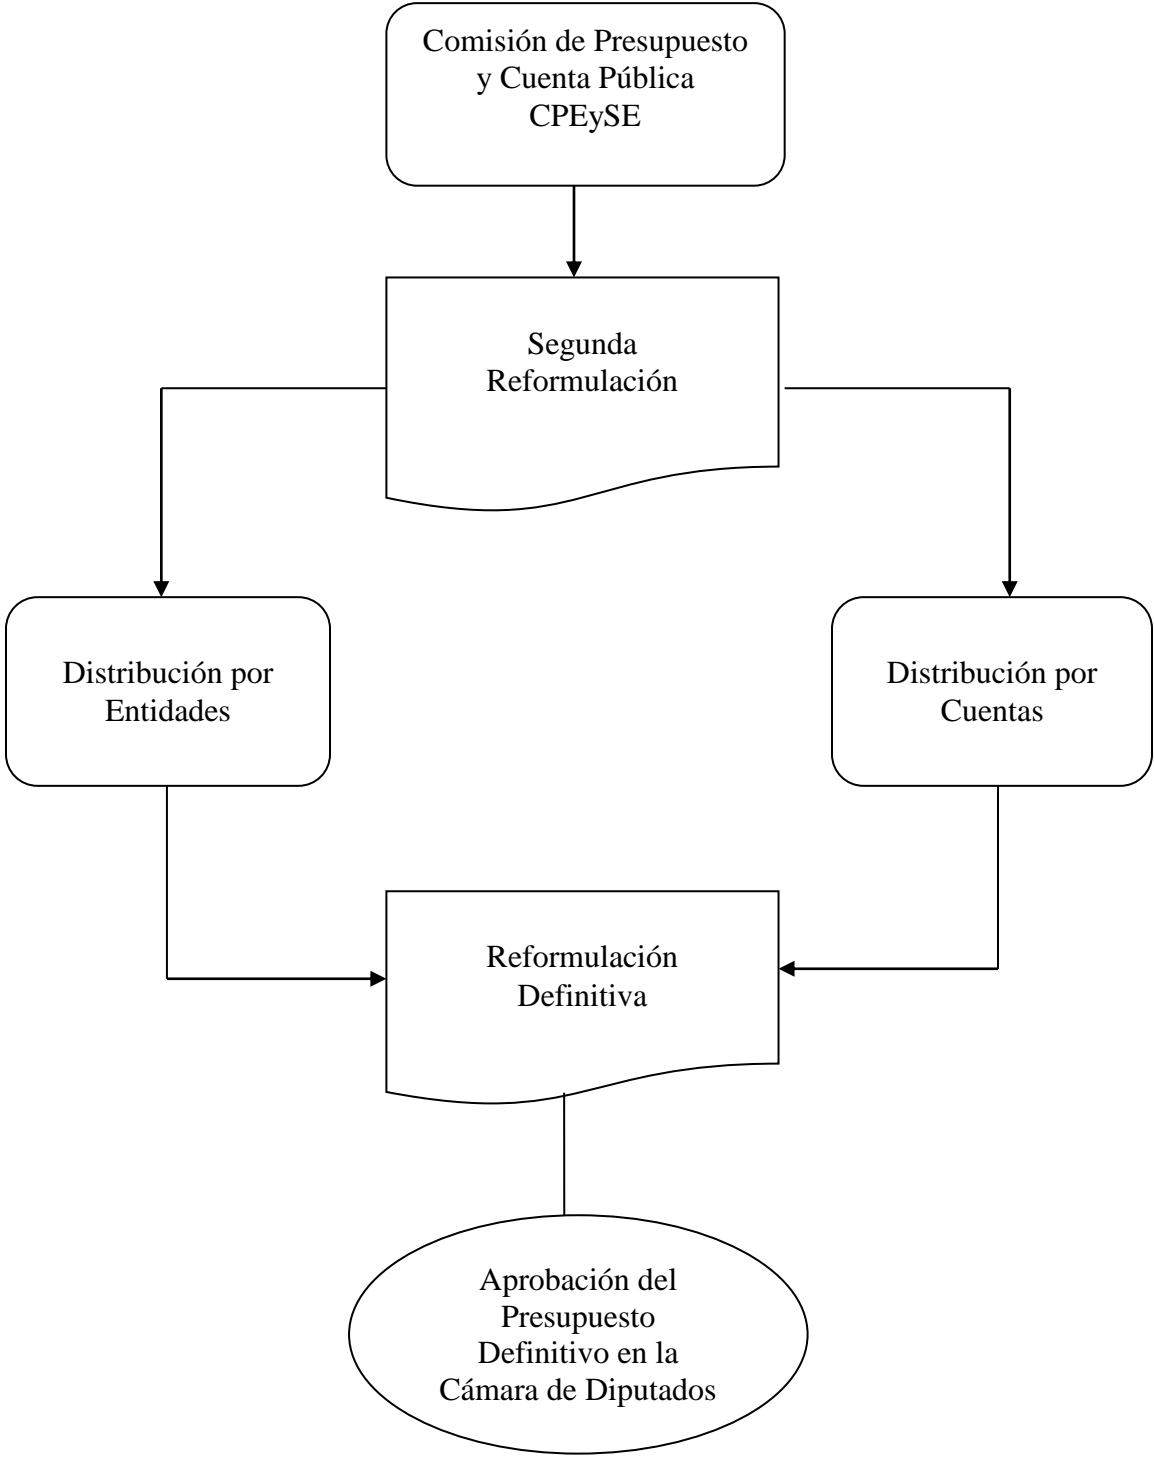 Comisión de Presupuesto
y Cuenta Pública
CPEySE
Segunda
Reformulación
Distribución por
Entidades
Distribución por
Cuentas
Reformulación
Definitiva
Aprobación del
Presupuesto
Definitivo en la
Cámara de Diputados